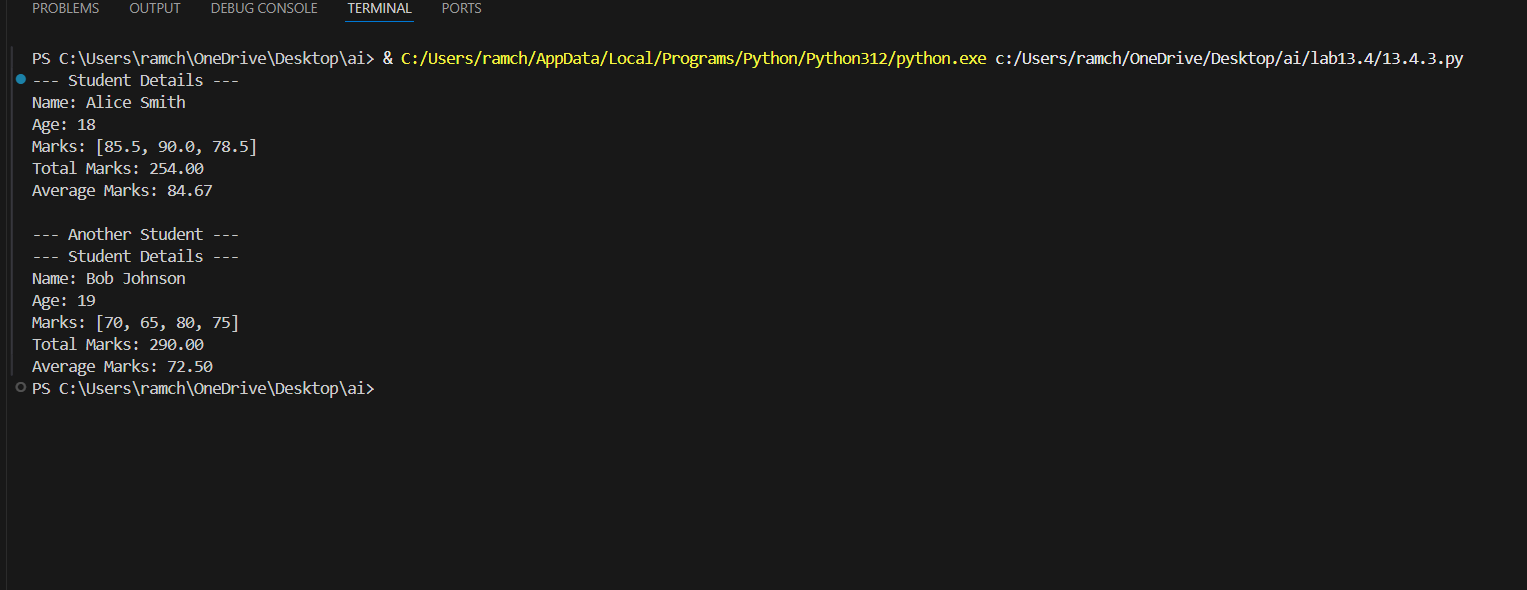 PROBLEMS OUTPUT DEBUG CONSOLE TERMINAL PORTS
PS C:\Users\ramch\OneDrive\Desktop\ai> & C:/Users/ramch/AppData/Local/Programs/Python/Python312/python.exe c:/Users/ramch/OneDrive/Desktop/ai/lab13.4/13.4.3.py
--- Student Details ---
Name: Alice Smith
Age: 18
Marks: [85.5, 90.0, 78.5]
Total Marks: 254.00
Average Marks: 84.67
--- Another Student ---
--- Student Details ---
Name: Bob Johnson
Age: 19
Marks: [70, 65, 80, 75]
Total Marks: 290.00
Average Marks: 72.50
PS C:\Users\ramch\OneDrive\Desktop\ai>